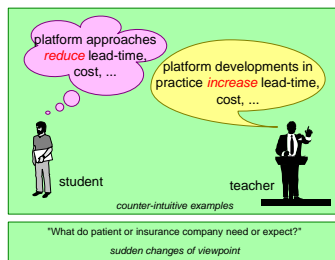 platform approaches
reduce lead-time,
cost, ...
platform developments in
practice increase lead-time,
cost, ...
student
teacher
counter-intuitive examples
"What do patient or insurance company need or expect?"
sudden changes of viewpoint